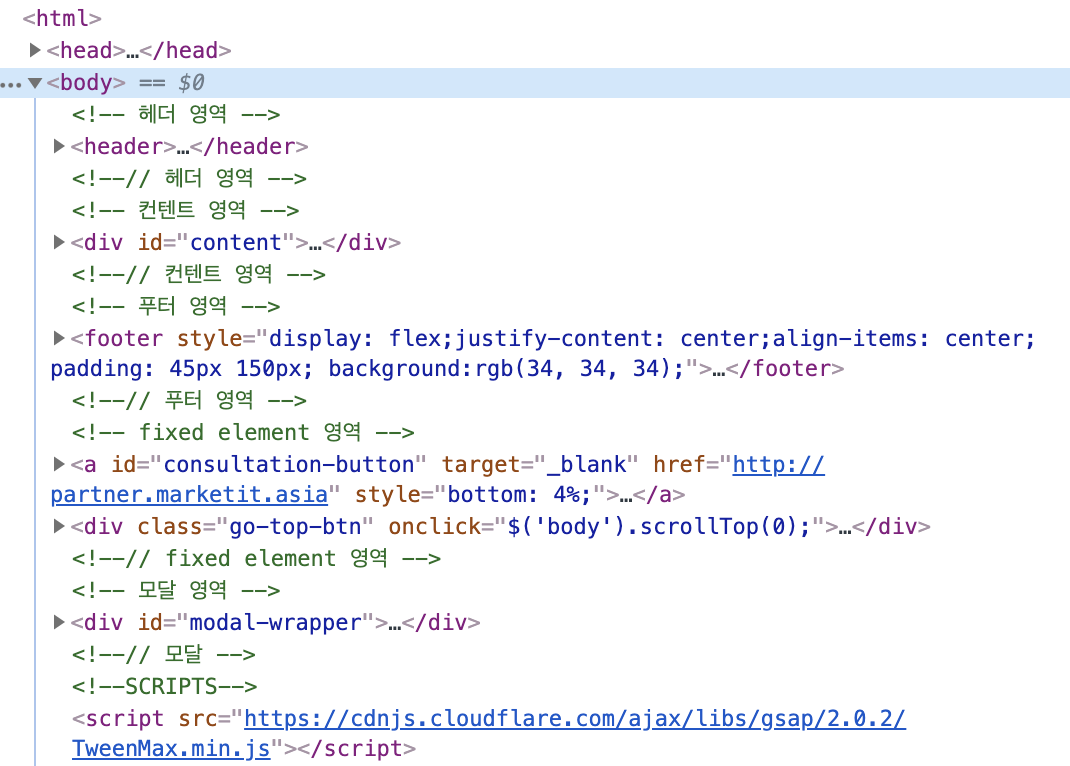 <html>
<head>…</head>
<body> == $0
<!-- 헤더 영역 -->
<header>…</header>
<!--// 헤더 영역 -->
<!-- 컨텐트 영역 -->
<div id="content">…</div>
<!--// 컨텐트 영역 -->
<!-- 푸터 영역 -->
<footer style="display: flex;justify-content: center;align-items: center;
padding: 45px 150px; background:rgb(34, 34, 34);">…</footer>
<!--// 푸터 영역 -->
<!-- fixed element 영역 -->
<a id="consultation-button" target="_blank" href="http://
partner.marketit.asia" style="bottom: 4%;">…</a>
<div class="go-top-btn" onclick="$('body').scrollTop(0);">…</div>
<!--// fixed element 영역 -->
<!-- 모달 영역 -->
<div id="modal-wrapper">…</div>
<!--// 모달 -->
<!--SCRIPTS-->
<script src="https://cdnjs.cloudflare.com/ajax/libs/gsap/2.0.2/
TweenMax.min.js"></script>